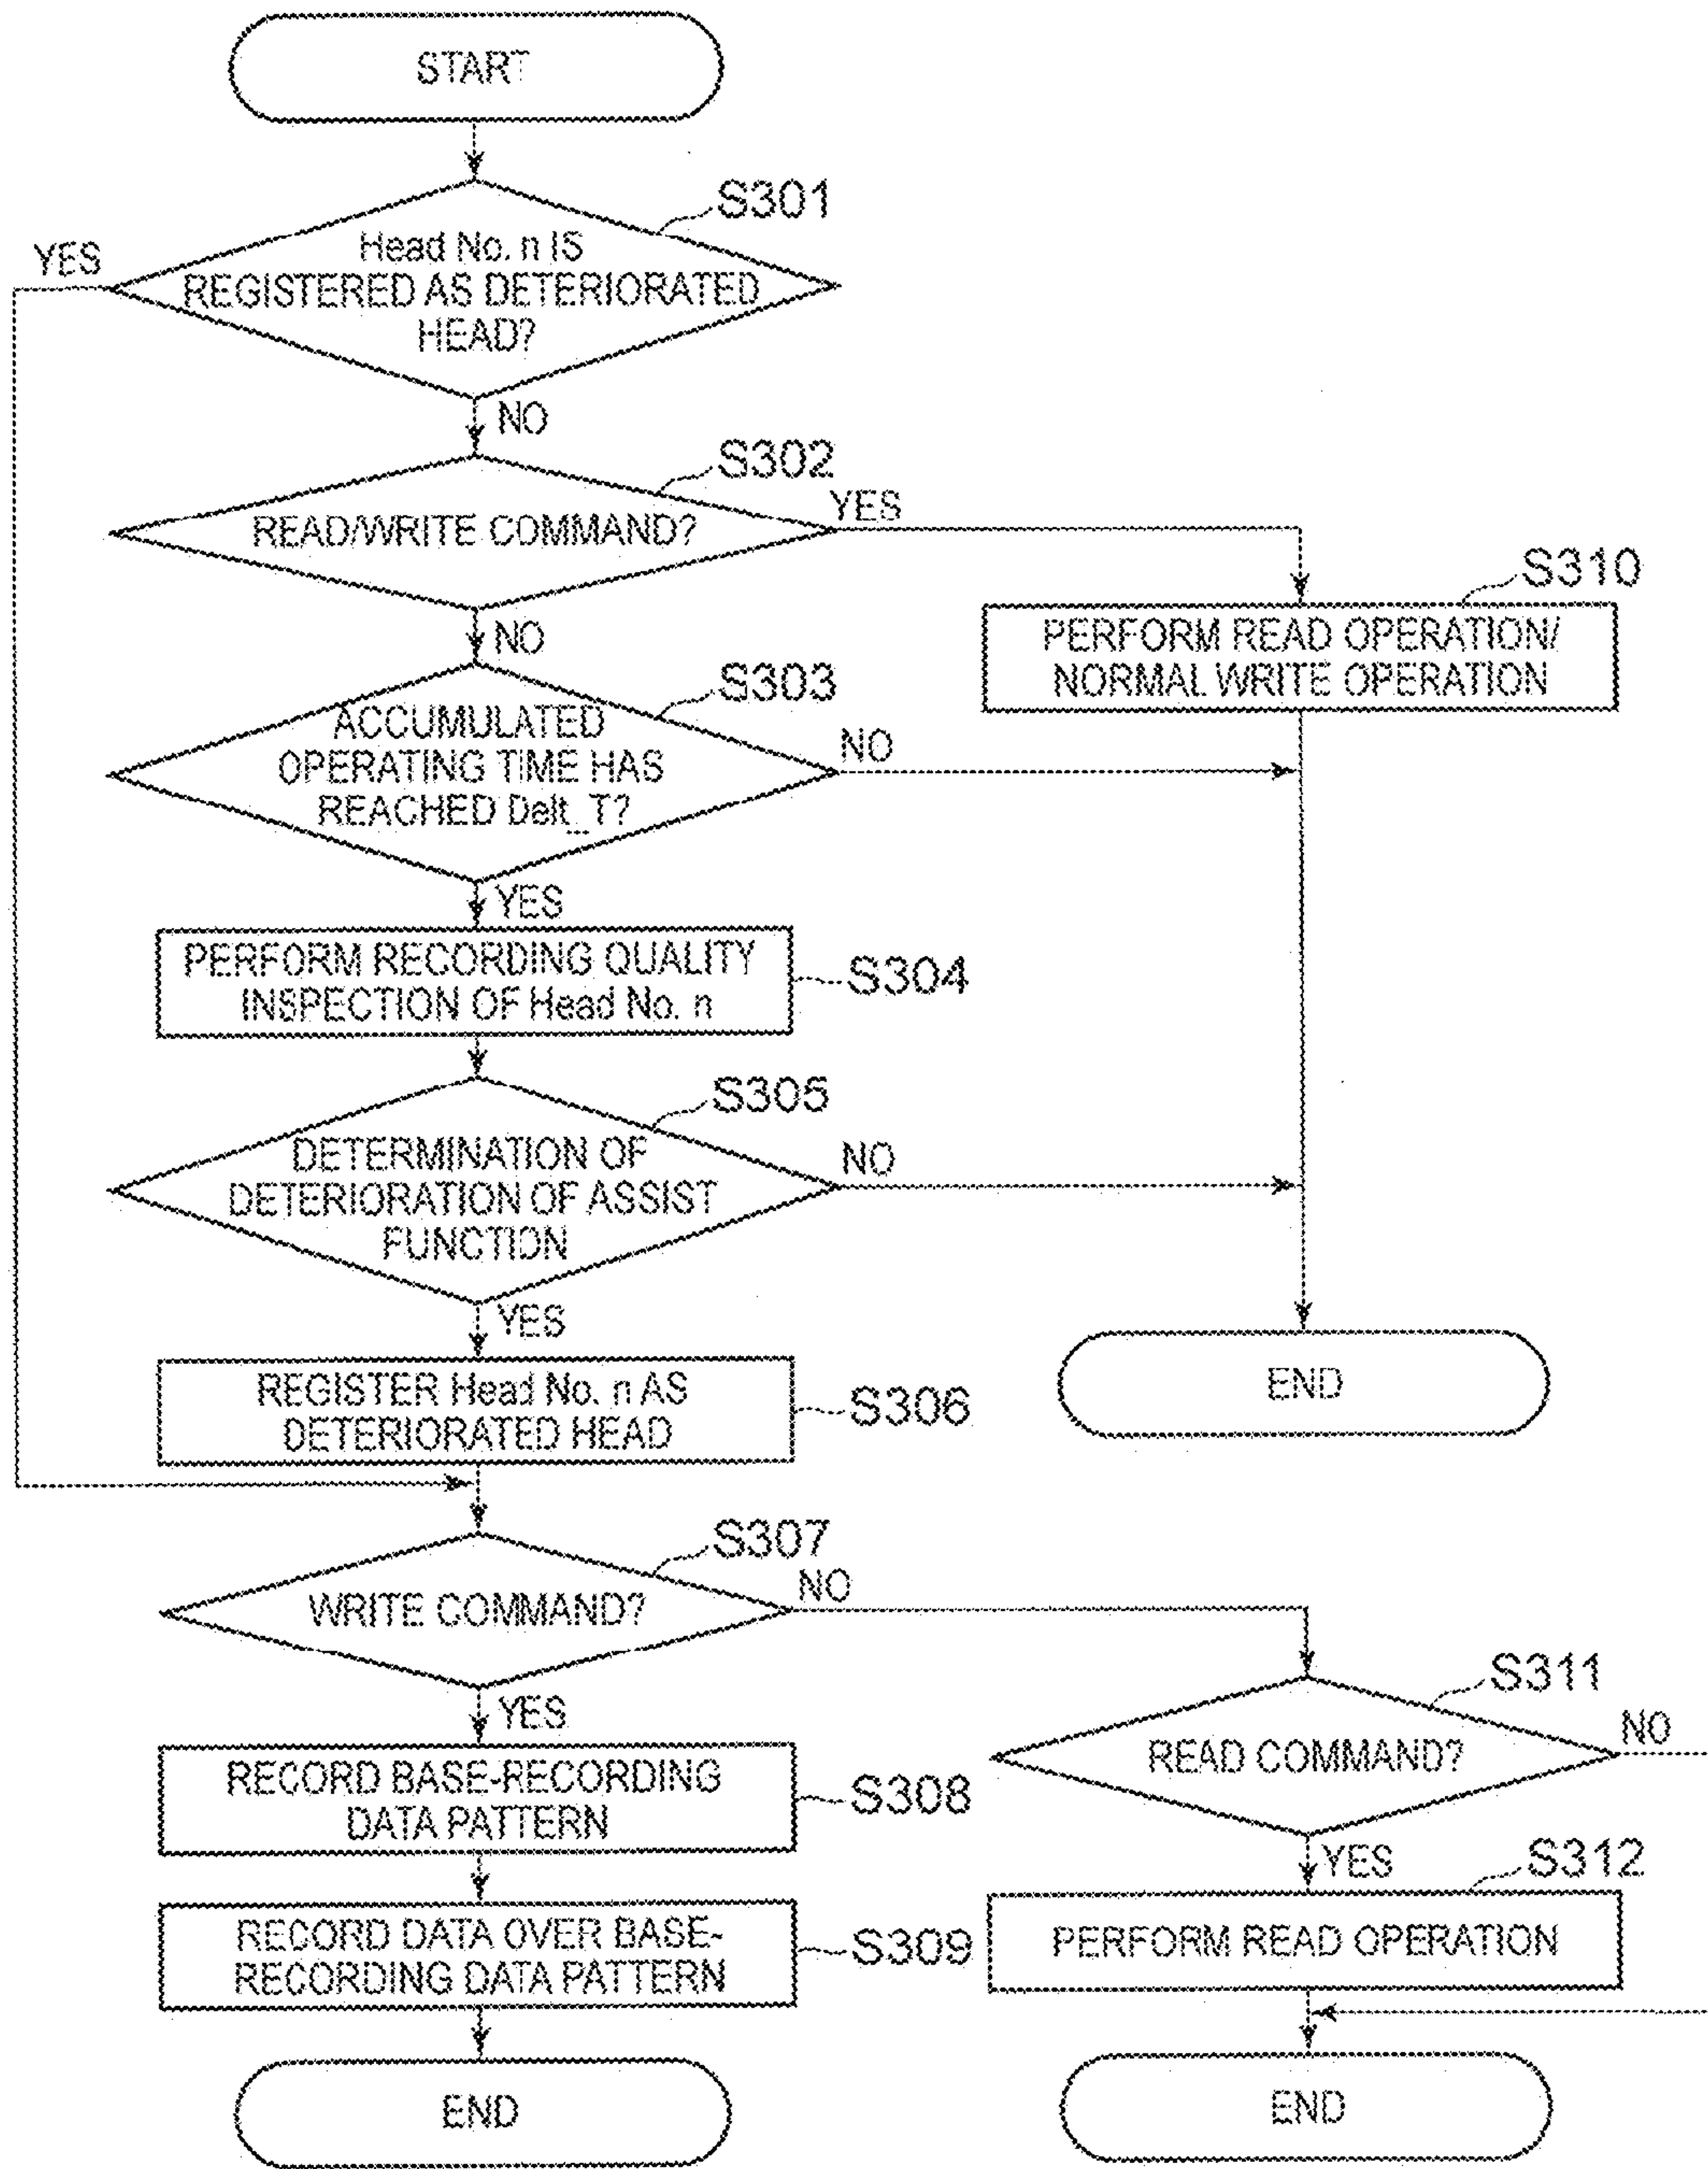 START
S301
YES
Head No. n IS
REGISTERED AS DETERIORATED
HEAD?
NO
S302
READ/WRITE COMMAND?
YES
S310
PERFORM READ OPERATION/
NORMAL WRITE OPERATION
NO
S303
ACCUMULATED
OPERATING TIME HAS
REACHED Delt_T?
NO
YES
PERFORM RECORDING QUALITY
INSPECTION OF Head No. n
S304
S305
DETERMINATION OF
DETERIORATION OF ASSIST
FUNCTION
NO
YES
END
REGISTER Head No. n AS
DETERIORATED HEAD
S306
S307
WRITE COMMAND?
NO
S311
READ COMMAND?
NO
YES
RECORD BASE-RECORDING
DATA PATTERN
S308
YES
S312
PERFORM READ OPERATION
RECORD DATA OVER BASE-
RECORDING DATA PATTERN
S309
END
END